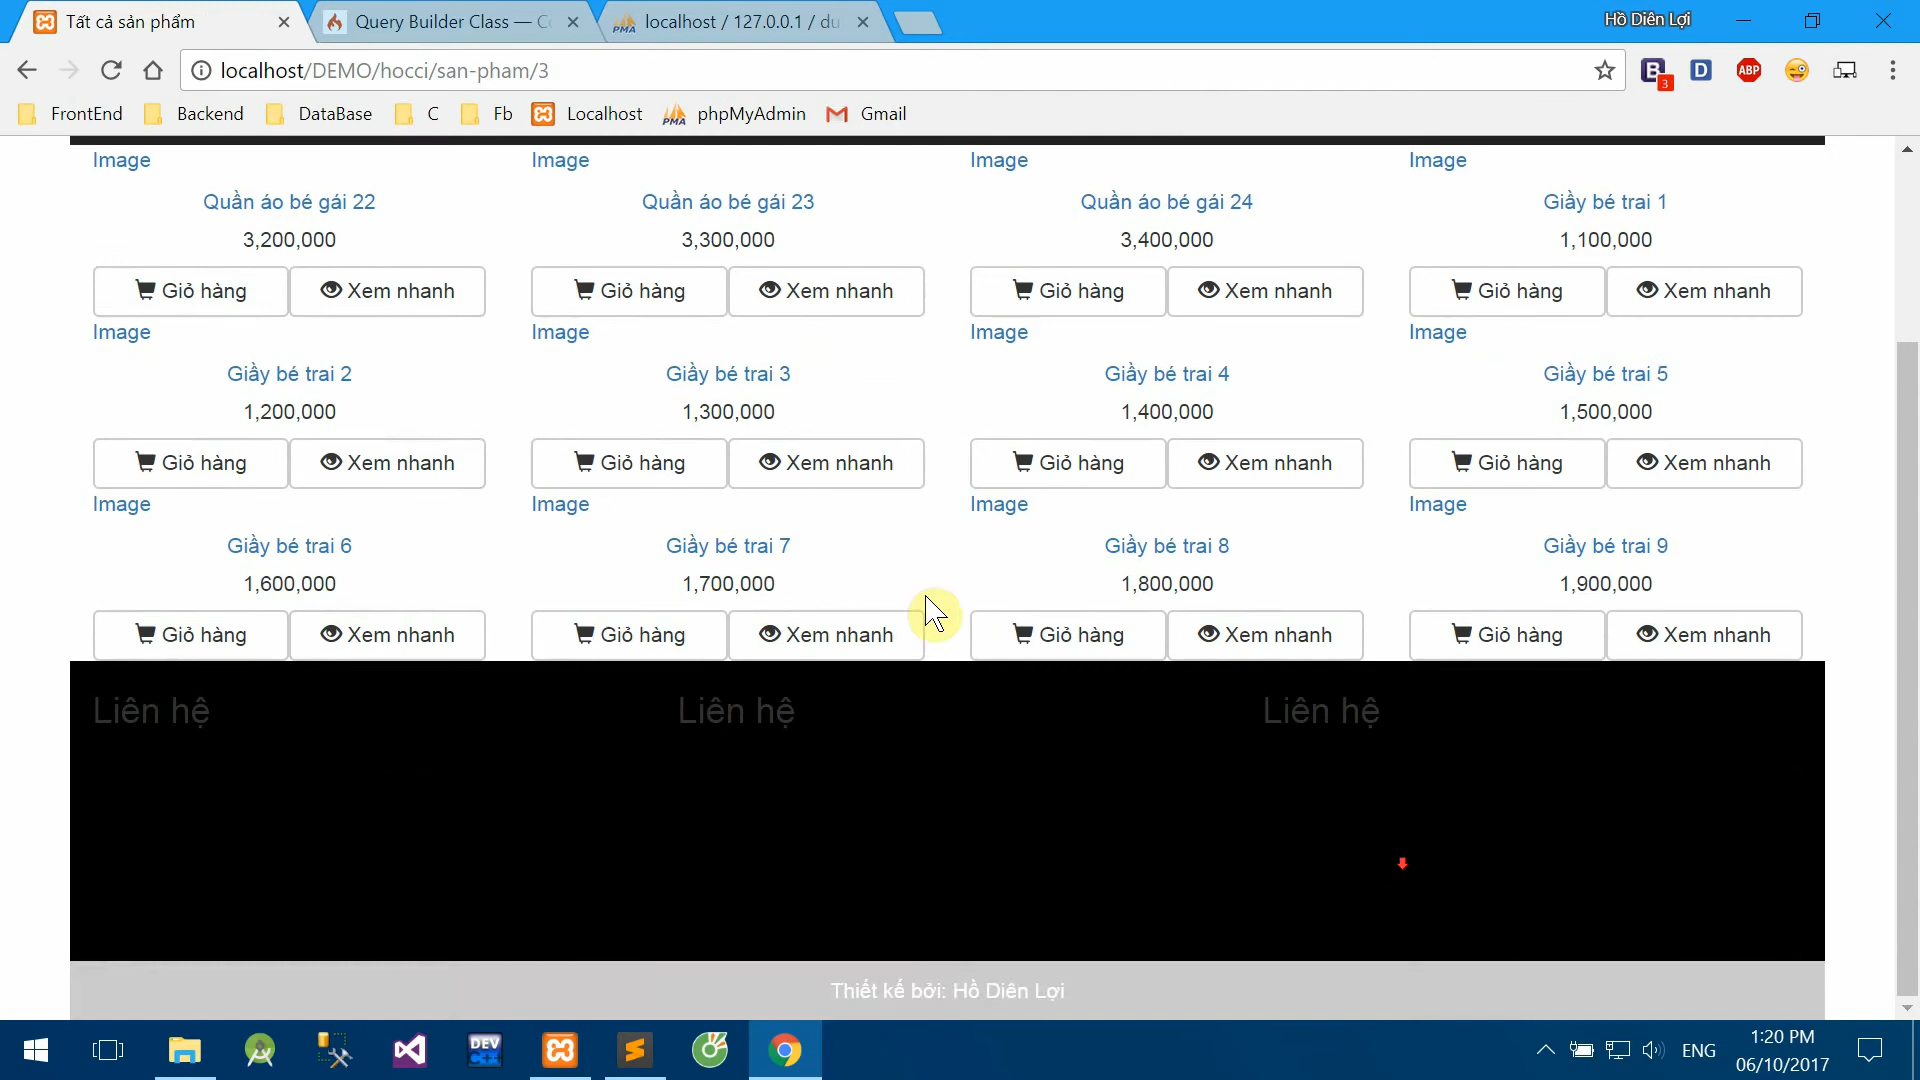 Tất cả sản phẩm
Query Builder Class — Co
localhost / 127.0.0.1 / du
Hồ Diên Lợi
localhost/DEMO/hocci/san-pham/3
B 3 D ABP
FrontEnd Backend DataBase C Fb Localhost phpMyAdmin Gmail
Image Image Image Image
Quần áo bé gái 22 Quần áo bé gái 23 Quần áo bé gái 24 Giầy bé trai 1
3,200,000 3,300,000 3,400,000 1,100,000
Giỏ hàng Xem nhanh Giỏ hàng Xem nhanh Giỏ hàng Xem nhanh Giỏ hàng Xem nhanh
Image Image Image Image
Giầy bé trai 2 Giầy bé trai 3 Giầy bé trai 4 Giầy bé trai 5
1,200,000 1,300,000 1,400,000 1,500,000
Giỏ hàng Xem nhanh Giỏ hàng Xem nhanh Giỏ hàng Xem nhanh Giỏ hàng Xem nhanh
Image Image Image Image
Giầy bé trai 6 Giầy bé trai 7 Giầy bé trai 8 Giầy bé trai 9
1,600,000 1,700,000 1,800,000 1,900,000
Giỏ hàng Xem nhanh Giỏ hàng Xem nhanh Giỏ hàng Xem nhanh Giỏ hàng Xem nhanh
Liên hệ Liên hệ Liên hệ
Thiết kế bởi: Hồ Diên Lợi
DEV C++
ENG
1:20 PM
06/10/2017